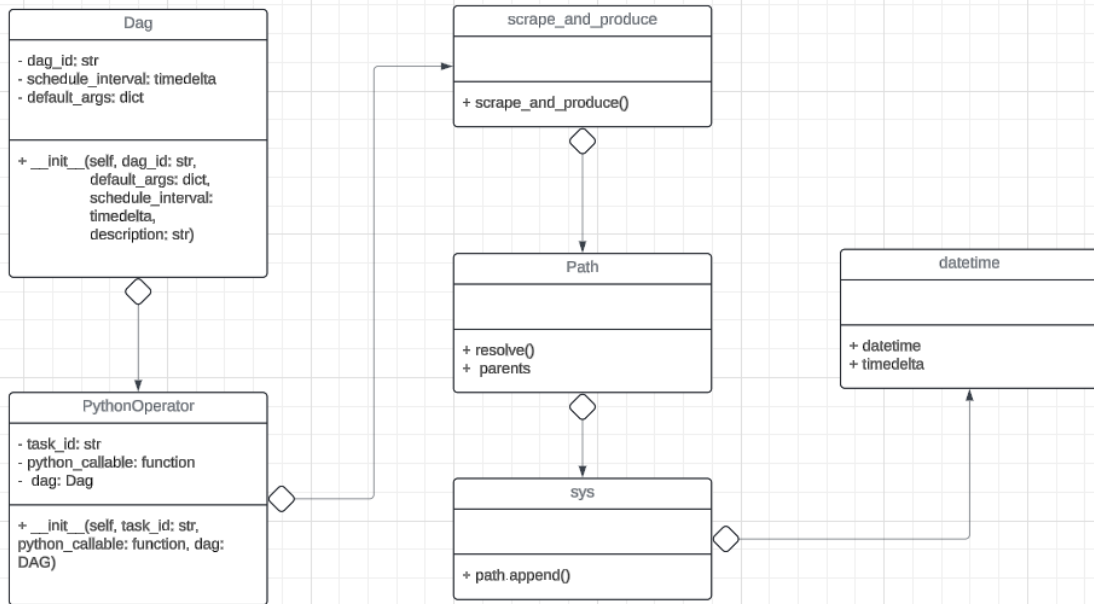 Dag
- dag_id: str
- schedule_interval: timedelta
- default_args: dict
+ __init__(self, dag_id: str,
default_args: dict,
schedule_interval:
timedelta,
description: str)
PythonOperator
- task_id: str
- python_callable: function
- dag: Dag
+ __init__(self, task_id: str,
python_callable: function, dag:
DAG)
scrape_and_produce
+ scrape_and_produce()
Path
+ resolve()
+ parents
sys
+ path.append()
datetime
+ datetime
+ timedelta